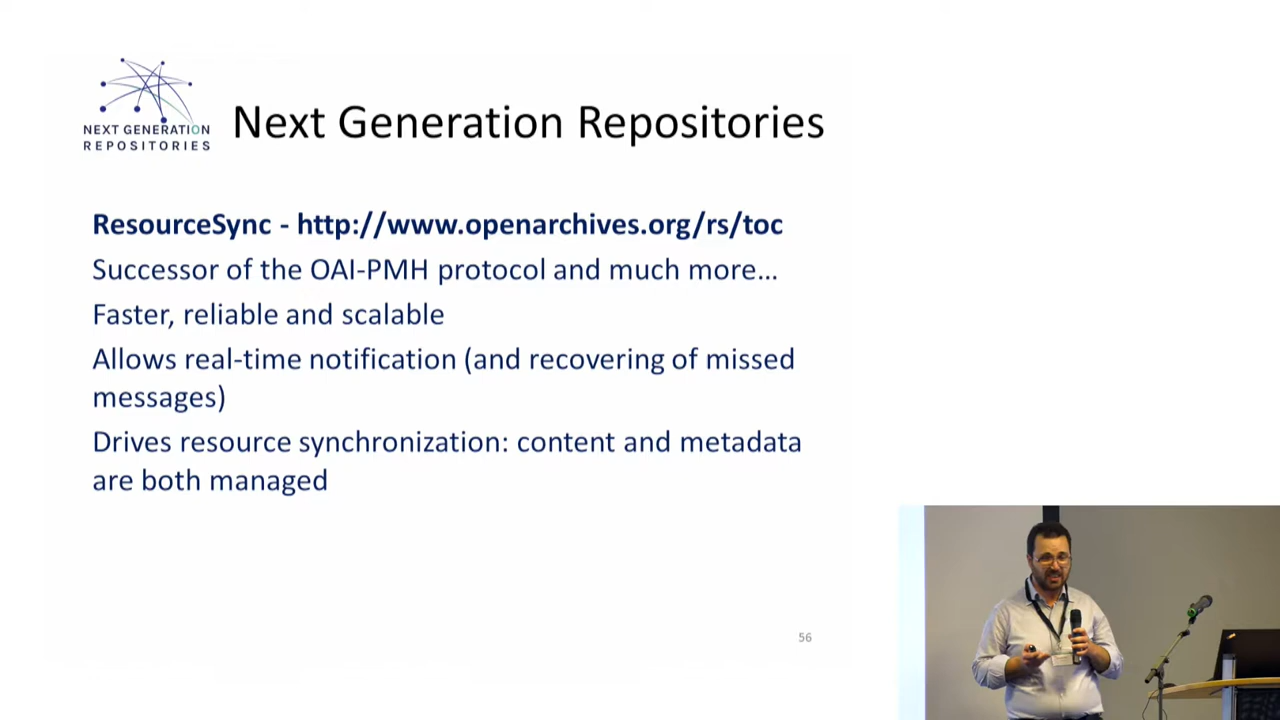 NEXT GENERATION
REPOSITORIES
Next Generation Repositories
ResourceSync - http://www.openarchives.org/rs/toc
Successor of the OAI-PMH protocol and much more…
Faster, reliable and scalable
Allows real-time notification (and recovering of missed
messages)
Drives resource synchronization: content and metadata
are both managed
56